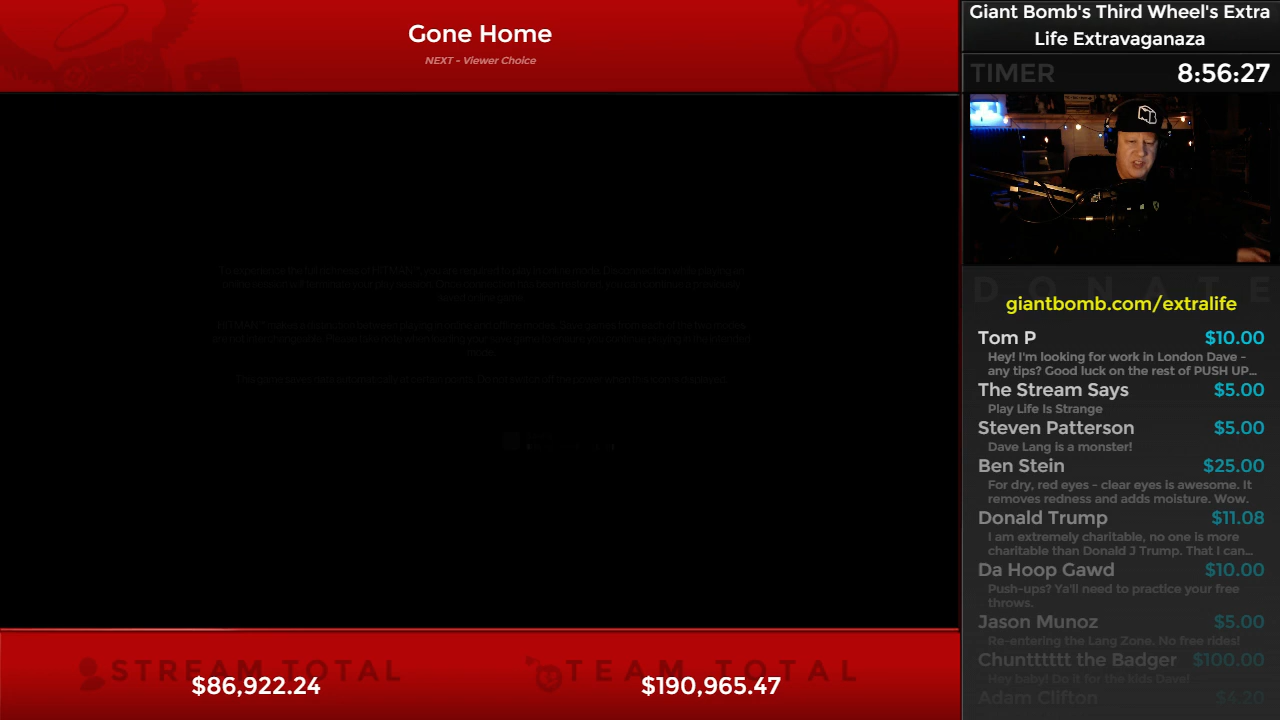 Gone Home
NEXT - Viewer Choice
Giant Bomb's Third Wheel's Extra
Life Extravaganaza
TIMER
8:56:27
DONATE
giantbomb.com/extralife
Tom P $10.00
Hey! I'm looking for work in London Dave -
any tips? Good luck on the rest of PUSH UP...
The Stream Says $5.00
Play Life Is Strange
Steven Patterson $5.00
Dave Lang is a monster!
Ben Stein $25.00
For dry, red eyes - clear eyes is awesome. It
removes redness and adds moisture. Wow.
Donald Trump $11.08
I am extremely charitable, no one is more
charitable than Donald J Trump. That I can...
Da Hoop Gawd $10.00
Push-ups? Ya'll need to practice your free
throws.
Jason Munoz $5.00
Re-entering the Lang Zone. No free rides!
Chunttttt the Badger $100.00
Hey baby! Do it for the kids Dave!
Adam Clifton $4.20
STREAM TOTAL
$86,922.24
TEAM TOTAL
$190,965.47